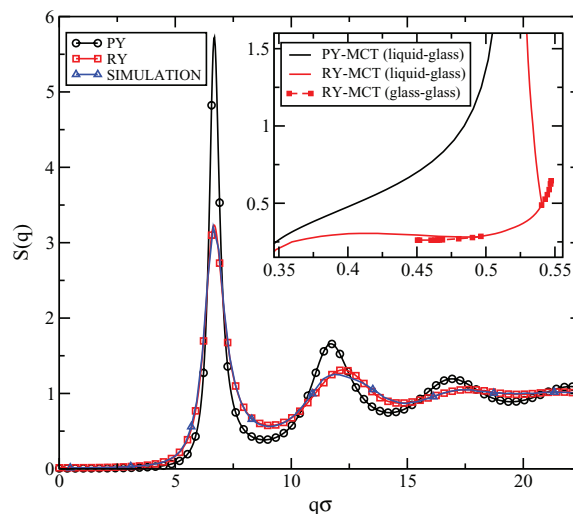 6
5
4
3
2
1
0
S(q)
PY
RY
SIMULATION
1.5
1
0.5
PY-MCT (liquid-glass)
RY-MCT (liquid-glass)
RY-MCT (glass-glass)
0.35 0.4 0.45 0.5 0.55
0 5 10 15 20
qσ